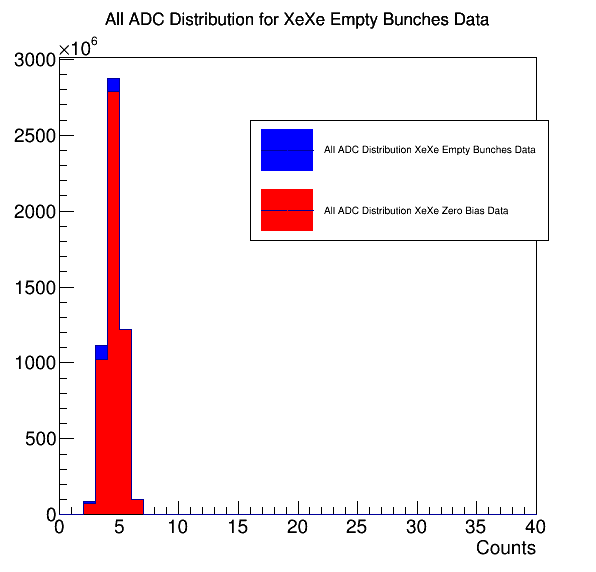 All ADC Distribution for XeXe Empty Bunches Data
×10⁶
3000
2500
2000
1500
1000
500
0
All ADC Distribution XeXe Empty Bunches Data
All ADC Distribution XeXe Zero Bias Data
0 5 10 15 20 25 30 35 40
Counts